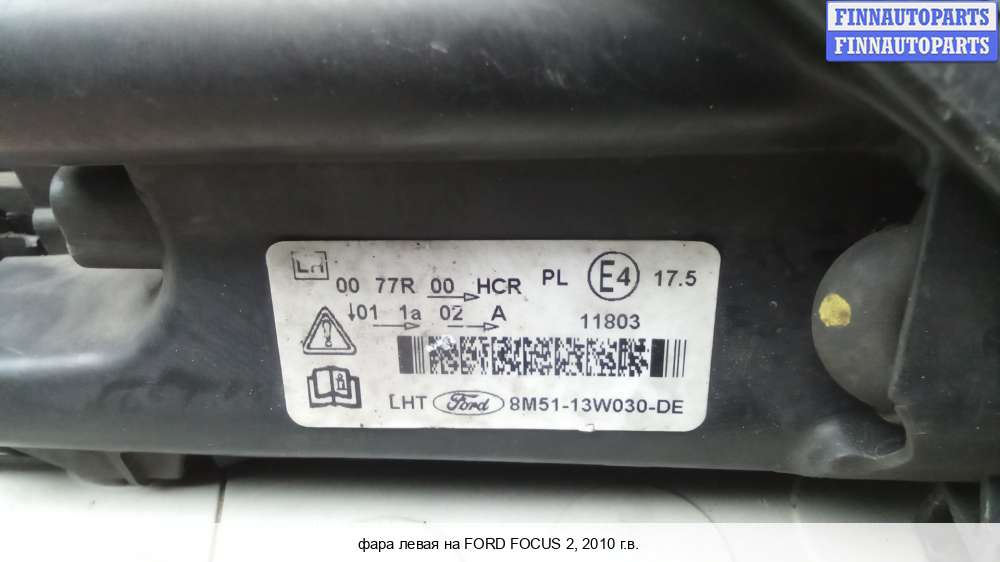 FINNAUTOPARTS
FINNAUTOPARTS
LH
00 77R 00 HCR PL E4 17.5
01 1a 02 A 11803
LHT Ford 8M51-13W030-DE
фара левая на FORD FOCUS 2, 2010 г.в.